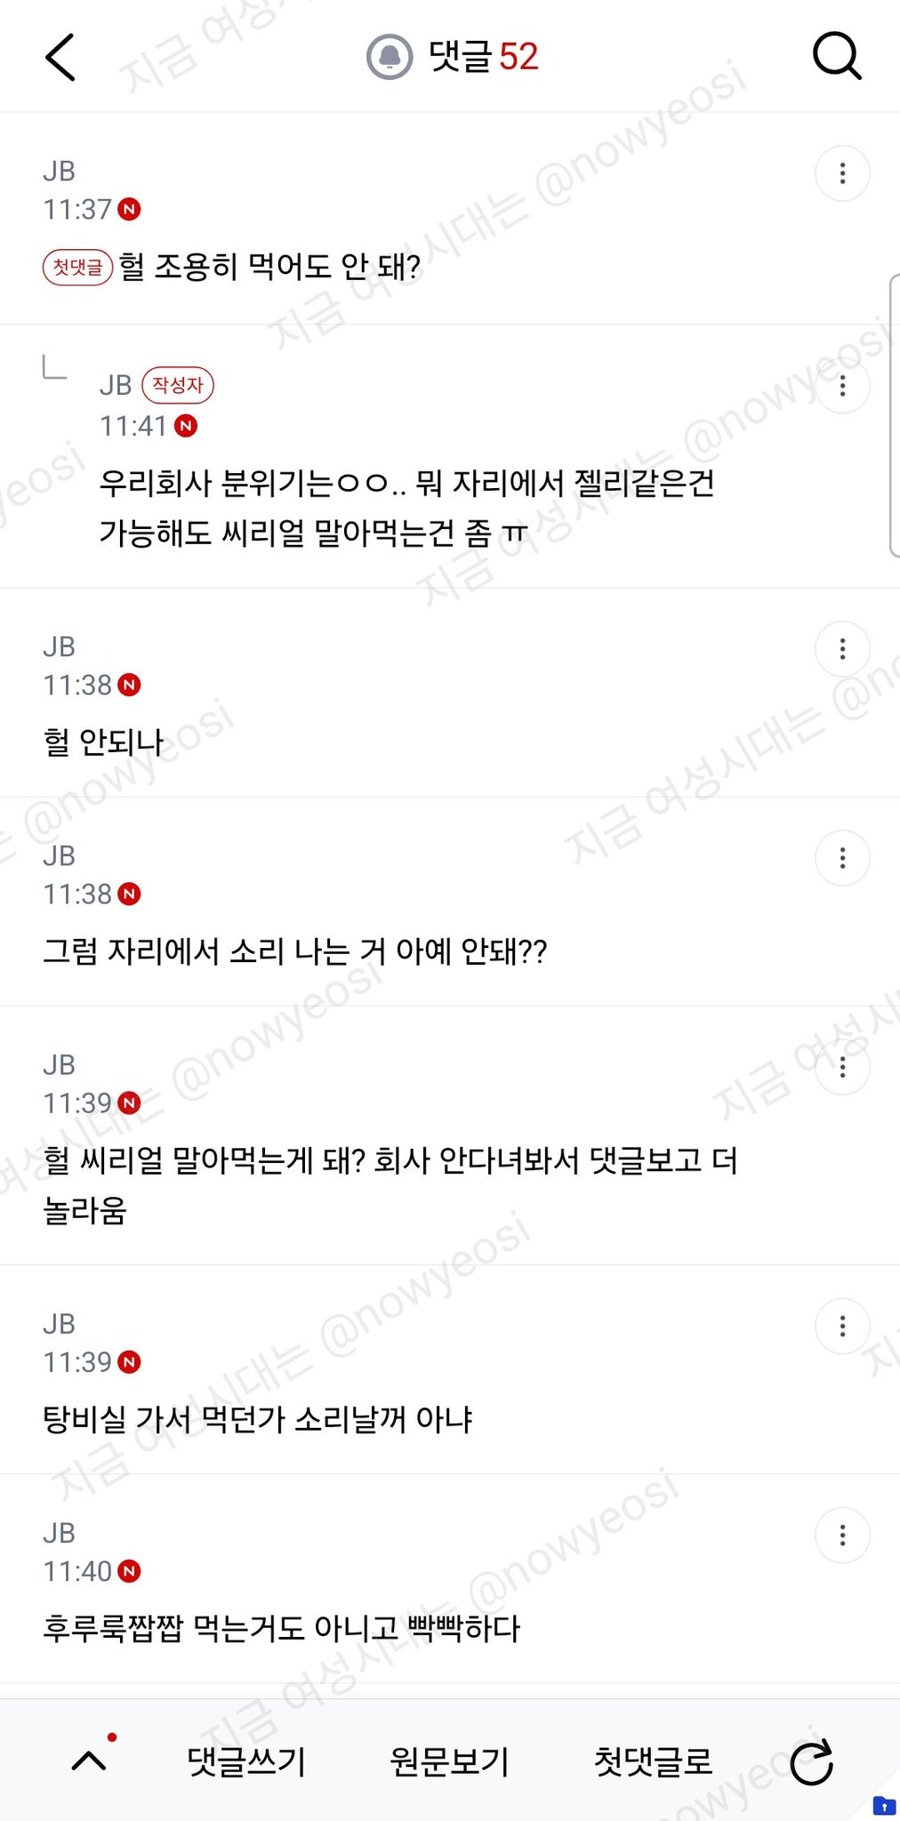 댓글 52
JB
11:37 N
첫댓글 헐 조용히 먹어도 안 돼?
JB 작성자
11:41 N
우리회사 분위기는ㅇㅇ.. 뭐 자리에서 젤리같은건
가능해도 씨리얼 말아먹는건 좀 ㅠ
JB
11:38 N
헐 안되나
JB
11:38 N
그럼 자리에서 소리 나는 거 아예 안돼??
JB
11:39 N
헐 씨리얼 말아먹는게 돼? 회사 안다녀봐서 댓글보고 더
놀라움
JB
11:39 N
탕비실 가서 먹던가 소리날꺼 아냐
JB
11:40 N
후루룩짭짭 먹는거도 아니고 빡빡하다
댓글쓰기 원문보기 첫댓글로
지금 여성시대는 @nowyeosi